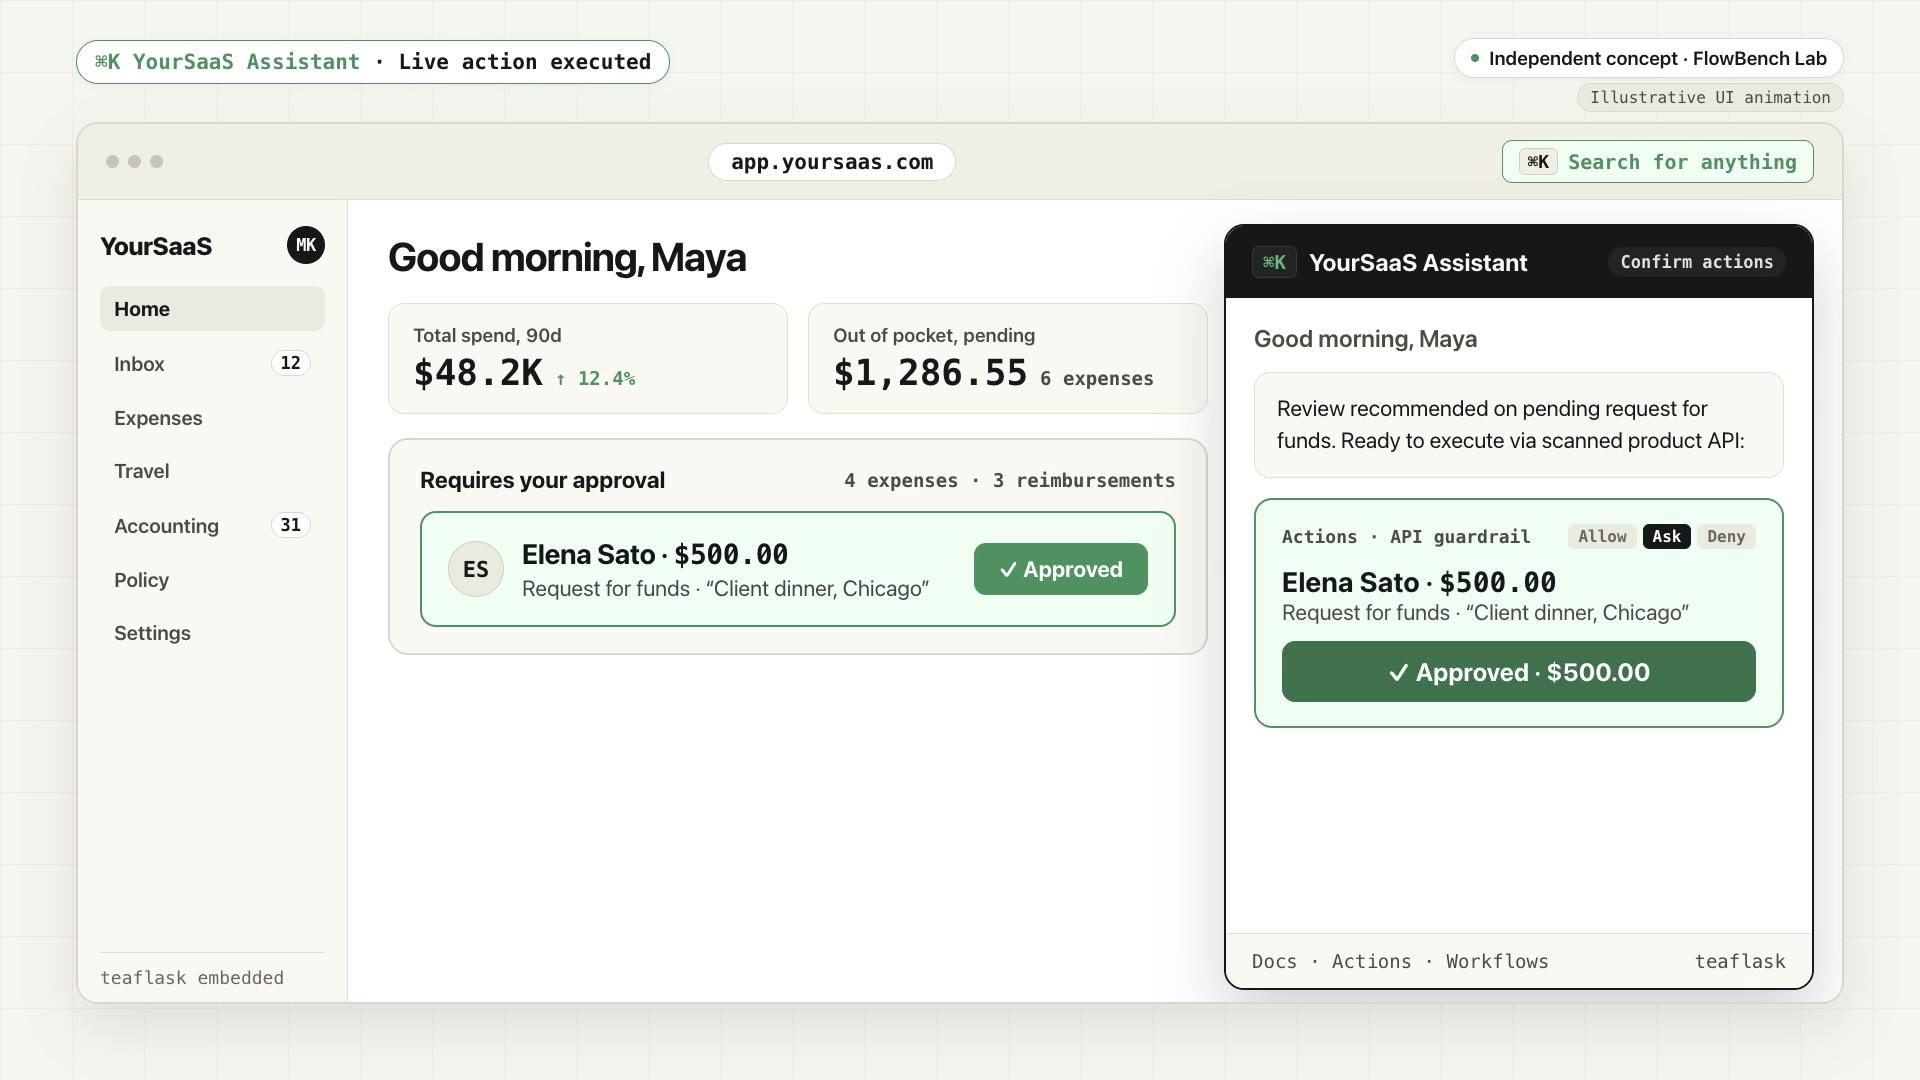 ⌘K YourSaaS Assistant · Live action executed
Independent concept · FlowBench Lab
Illustrative UI animation
app.yoursaas.com
⌘K Search for anything
YourSaaS MK
Home
Inbox 12
Expenses
Travel
Accounting 31
Policy
Settings
teaflask embedded
Good morning, Maya
Total spend, 90d
$48.2K ↑ 12.4%
Out of pocket, pending
$1,286.55 6 expenses
Requires your approval 4 expenses · 3 reimbursements
ES
Elena Sato · $500.00
Request for funds · “Client dinner, Chicago”
✓ Approved
⌘K YourSaaS Assistant Confirm actions
Good morning, Maya
Review recommended on pending request for
funds. Ready to execute via scanned product API:
Actions · API guardrail Allow Ask Deny
Elena Sato · $500.00
Request for funds · “Client dinner, Chicago”
✓ Approved · $500.00
Docs · Actions · Workflows teaflask